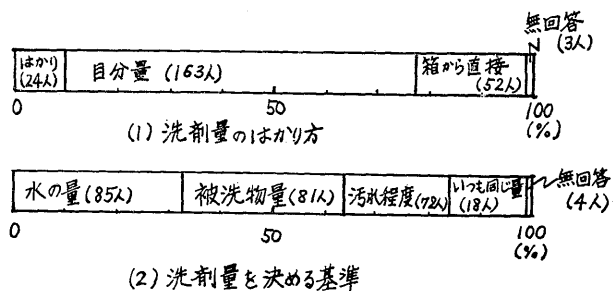 無回答
(3人)
はかり
(24人)
自分量 (163人)
箱から直接
(52人)
0
50
100
(%)
(1) 洗剤量のはかり方
水の量(85人)
被洗物量(81人)
汚れ程度(72人)
いつも同じ量
(18人)
無回答
(4人)
0
50
100
(%)
(2) 洗剤量を決める基準